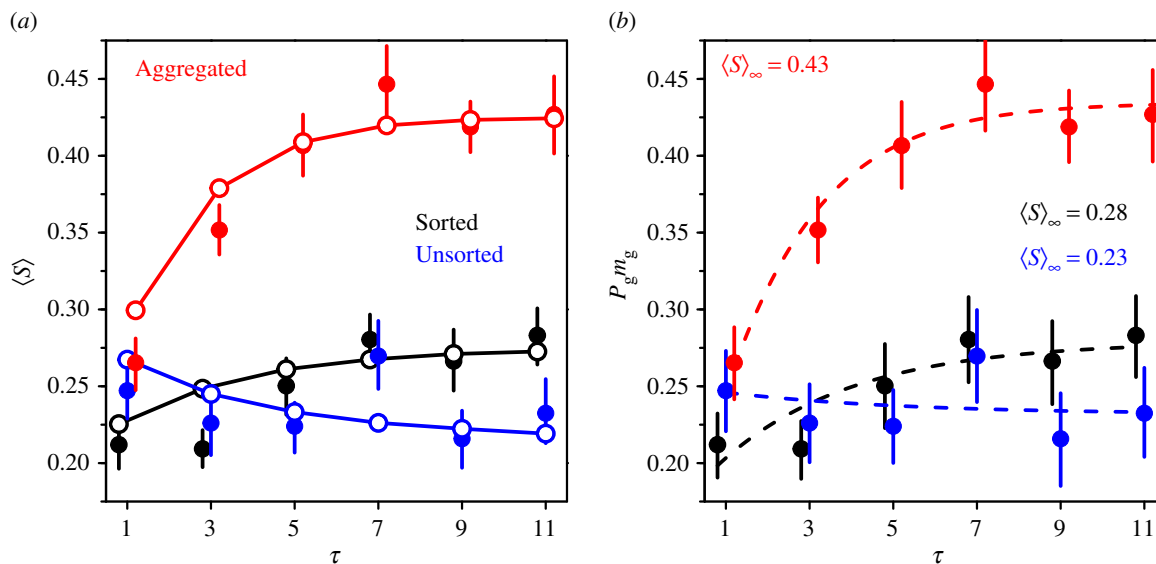 (a)
0.45
0.40
0.35
0.30
0.25
0.20
⟨S⟩
Aggregated
Sorted
Unsorted
1 3 5 7 9 11
τ
(b)
0.45
0.40
0.35
0.30
0.25
0.20
P_g m_g
⟨S⟩∞ = 0.43
⟨S⟩∞ = 0.28
⟨S⟩∞ = 0.23
1 3 5 7 9 11
τ